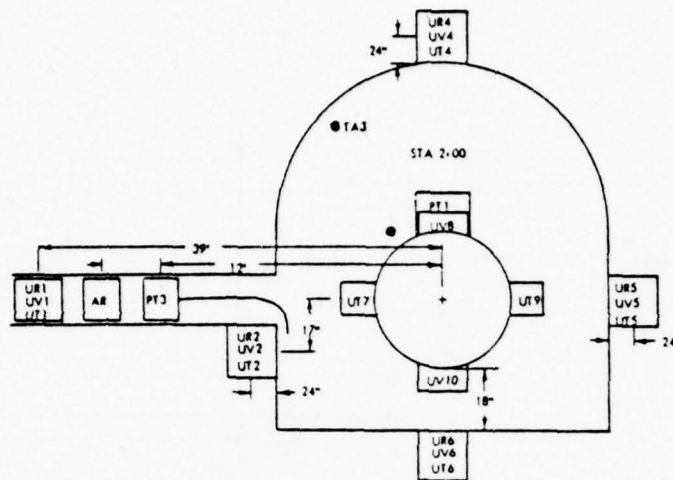 UR4
UV4
UT4
24"
TA3
STA 2+00
PT1
UV8
39'
12"
UR1
UV1
UT1
AR
PT3
UT7
UT9
UR5
UV5
UT5
17"
24"
UR2
UV2
UT2
24"
UV10
18"
UR6
UV6
UT6